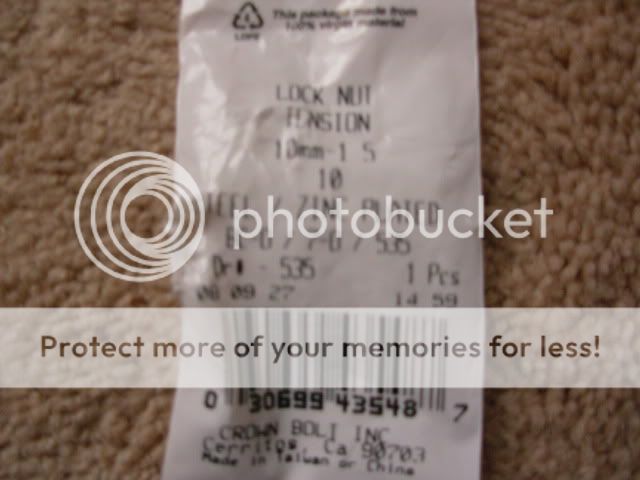 This package made from
100% virgin material
LDPE
LOCK NUT
TENSION
10mm-1 5
10
STEEL / ZINC PLATED
photobucket
/ 535
Dr# - 535 1 Pcs
08 09 27 14 59
Protect more of your memories for less!
0 30699 43548 7
CROWN BOLT INC
Cerritos, Ca 90703
Made in Taiwan or China